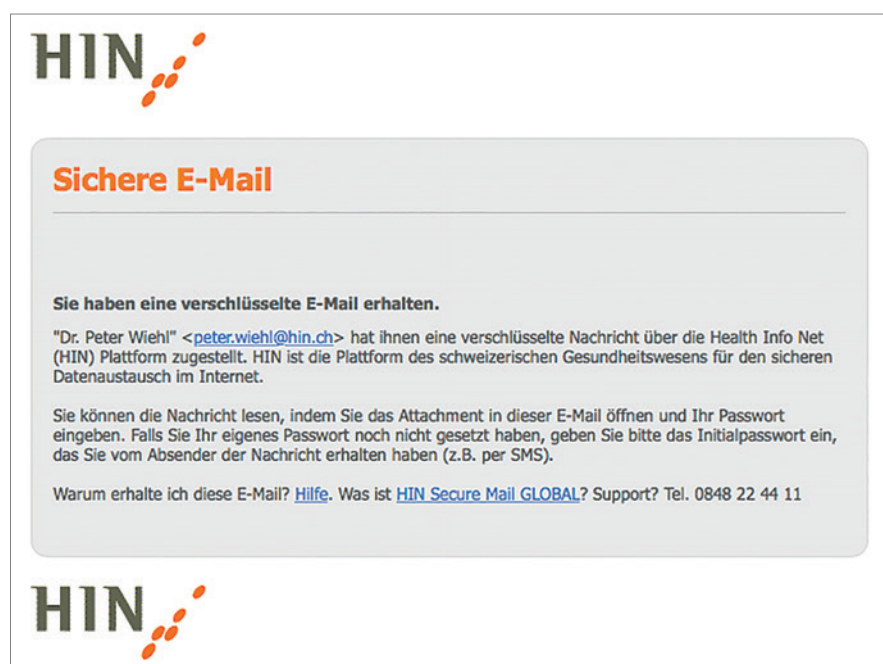 HIN
Sichere E-Mail
Sie haben eine verschlüsselte E-Mail erhalten.
"Dr. Peter Wiehl" <peter.wiehl@hin.ch> hat ihnen eine verschlüsselte Nachricht über die Health Info Net
(HIN) Plattform zugestellt. HIN ist die Plattform des schweizerischen Gesundheitswesens für den sicheren
Datenaustausch im Internet.
Sie können die Nachricht lesen, indem Sie das Attachment in dieser E-Mail öffnen und Ihr Passwort
eingeben. Falls Sie Ihr eigenes Passwort noch nicht gesetzt haben, geben Sie bitte das Initialpasswort ein,
das Sie vom Absender der Nachricht erhalten haben (z.B. per SMS).
Warum erhalte ich diese E-Mail? Hilfe. Was ist HIN Secure Mail GLOBAL? Support? Tel. 0848 22 44 11
HIN